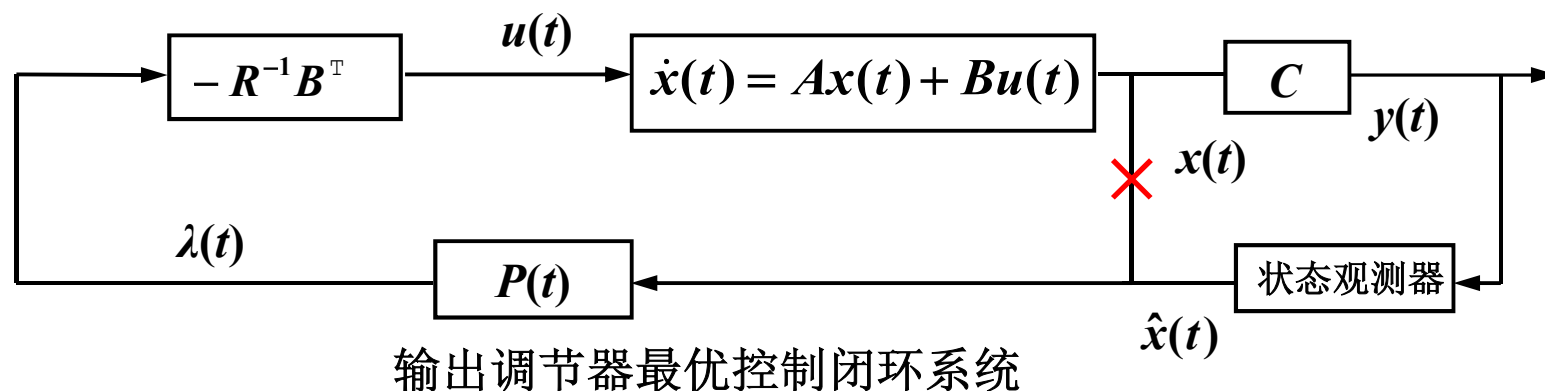 u(t)
− R⁻¹Bᵀ
ẋ(t) = Ax(t) + Bu(t)
C
y(t)
x(t)
λ(t)
P(t)
状态观测器
x̂(t)
输出调节器最优控制闭环系统